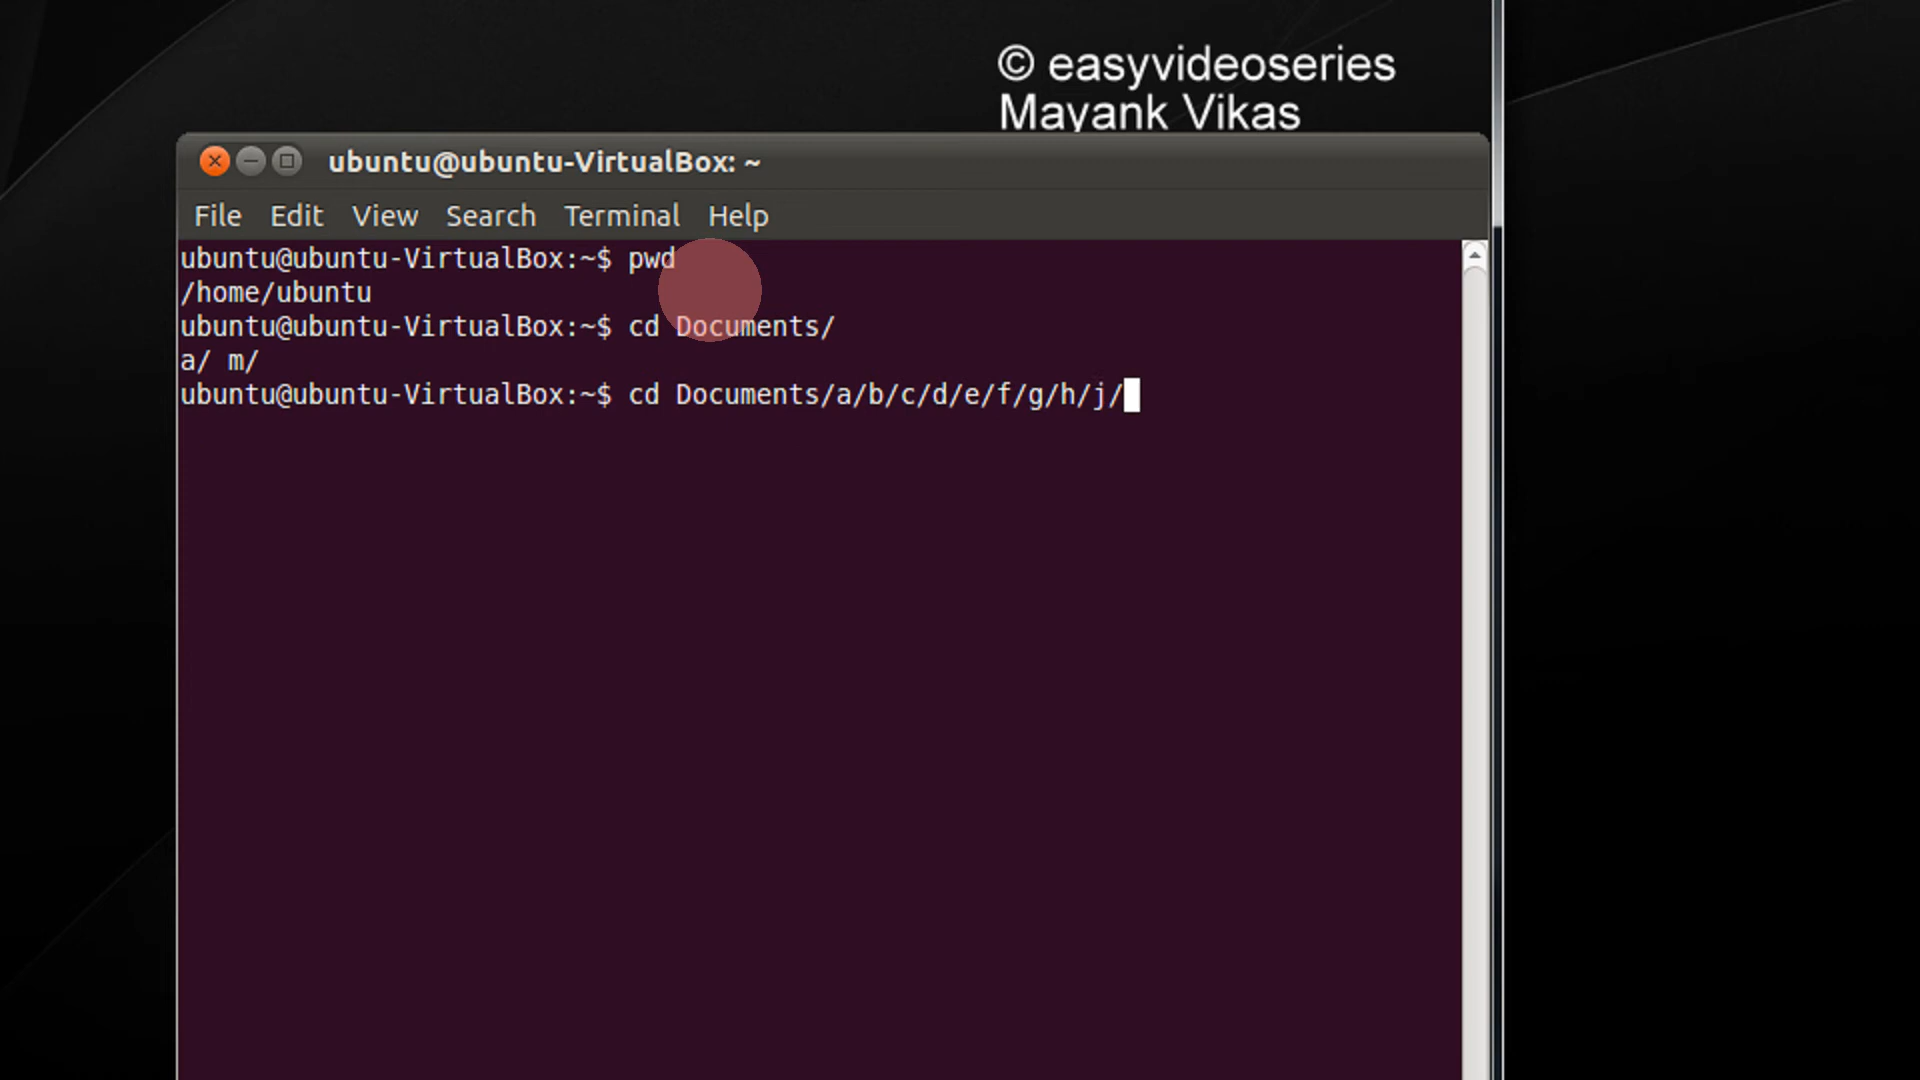 © easyvideoseries
Mayank Vikas
ubuntu@ubuntu-VirtualBox: ~
File Edit View Search Terminal Help
ubuntu@ubuntu-VirtualBox:~$ pwd
/home/ubuntu
ubuntu@ubuntu-VirtualBox:~$ cd Documents/
a/ m/
ubuntu@ubuntu-VirtualBox:~$ cd Documents/a/b/c/d/e/f/g/h/j/